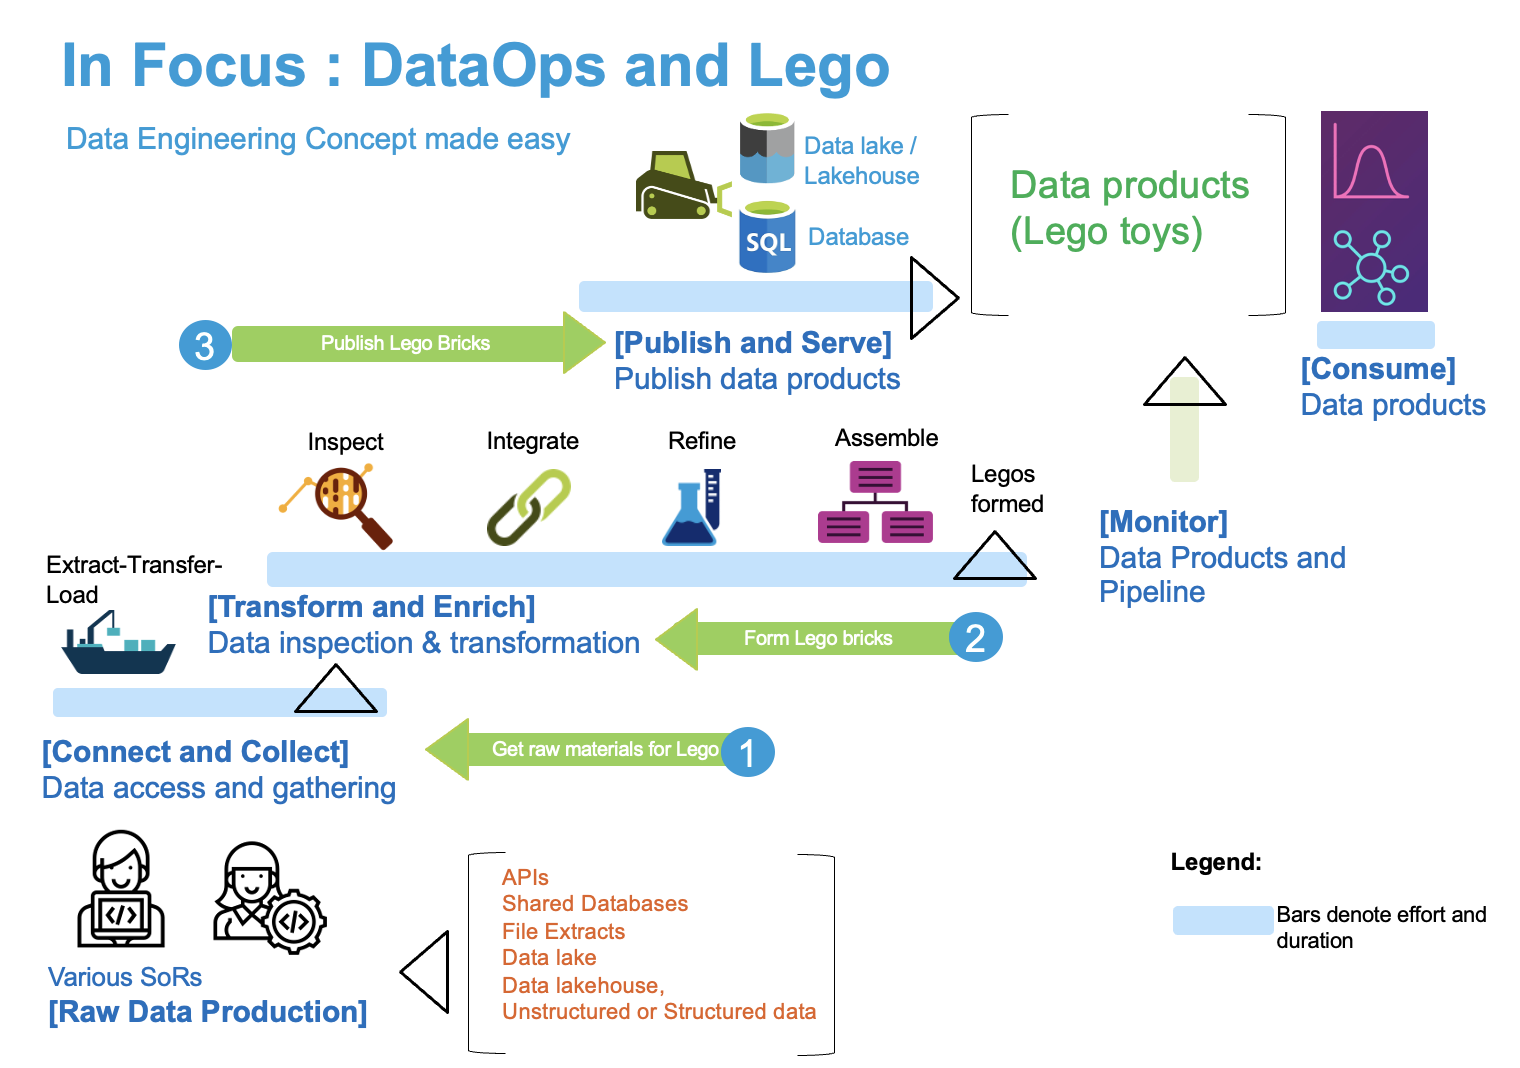 In Focus : DataOps and Lego
Data Engineering Concept made easy
Data lake /
Lakehouse
SQL
Database
Data products
(Lego toys)
3
Publish Lego Bricks
[Publish and Serve]
Publish data products
[Consume]
Data products
Inspect
Integrate
Refine
Assemble
Legos
formed
[Monitor]
Data Products and
Pipeline
Extract-Transfer-
Load
[Transform and Enrich]
Data inspection & transformation
Form Lego bricks
2
[Connect and Collect]
Data access and gathering
Get raw materials for Lego
1
Various SoRs
[Raw Data Production]
APIs
Shared Databases
File Extracts
Data lake
Data lakehouse,
Unstructured or Structured data
Legend:
Bars denote effort and
duration